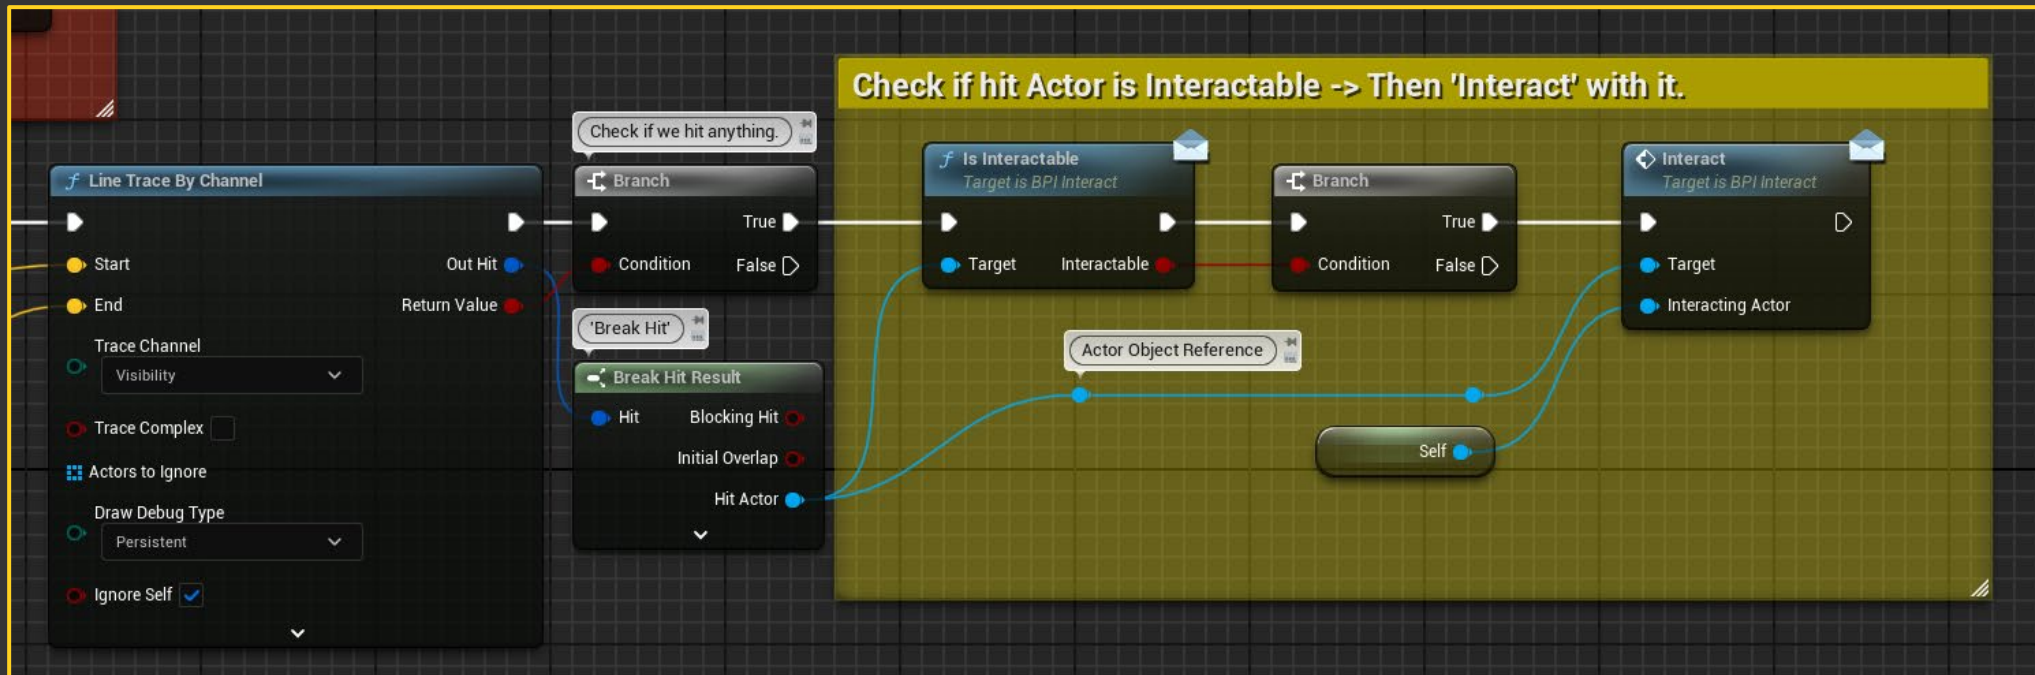 Check if hit Actor is Interactable -> Then 'Interact' with it.
Check if we hit anything.
Line Trace By Channel
Start
End
Out Hit
Return Value
Trace Channel
Visibility
Trace Complex
Actors to Ignore
Draw Debug Type
Persistent
Ignore Self
Branch
True
Condition
False
'Break Hit'
Break Hit Result
Hit
Blocking Hit
Initial Overlap
Hit Actor
Is Interactable
Target is BPI Interact
Target
Interactable
Branch
True
Condition
False
Actor Object Reference
Self
Interact
Target is BPI Interact
Target
Interacting Actor